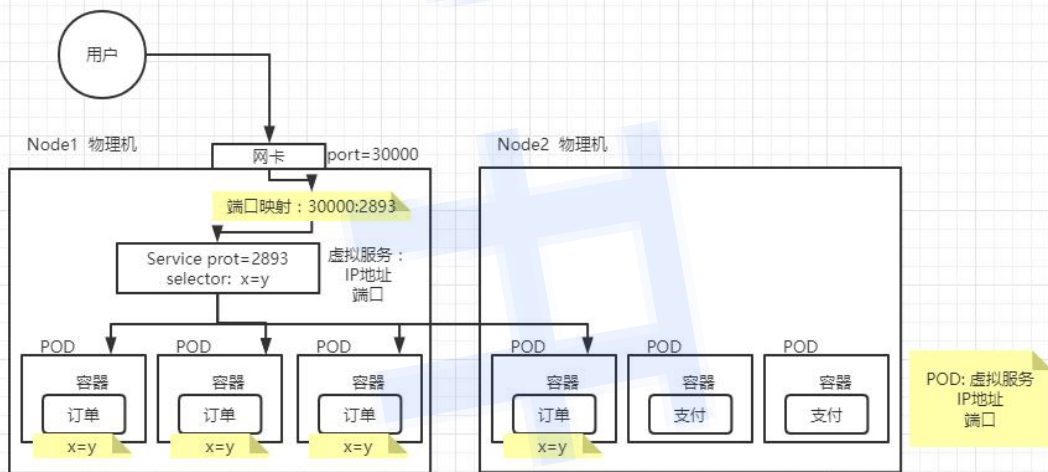 用户
Node1 物理机
网卡
port=30000
Node2 物理机
端口映射：30000:2893
Service prot=2893
selector: x=y
虚拟服务：
IP地址
端口
POD
POD
POD
POD
POD
POD
容器
容器
容器
容器
容器
容器
订单
订单
订单
订单
支付
支付
x=y
x=y
x=y
x=y
POD: 虚拟服务
IP地址
端口